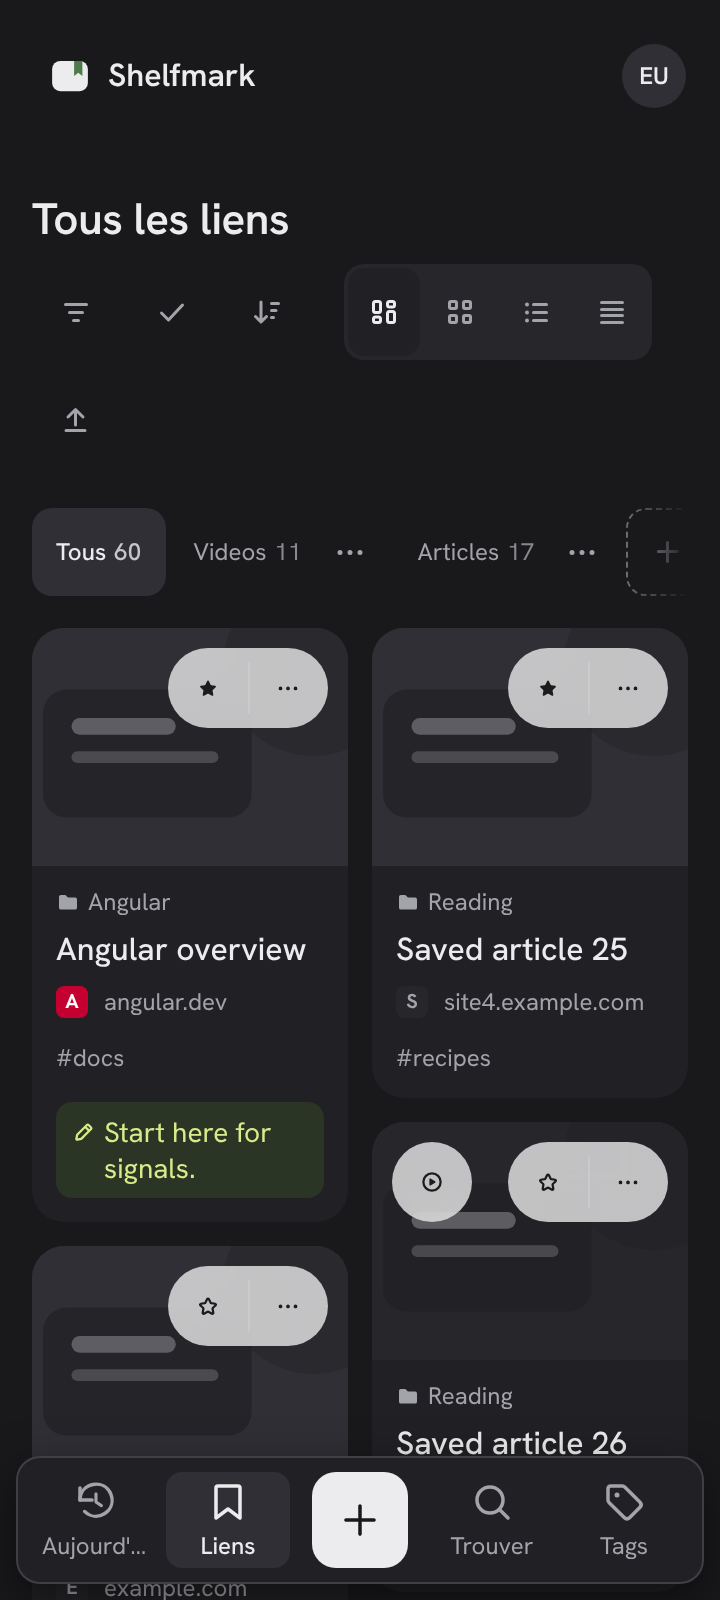 Shelfmark
EU
Tous les liens
Tous 60
Videos 11
Articles 17
Angular
Angular overview
A angular.dev
#docs
Start here for
signals.
Reading
Saved article 25
S site4.example.com
#recipes
Reading
Saved article 26
E example.com
Aujourd'...
Liens
Trouver
Tags